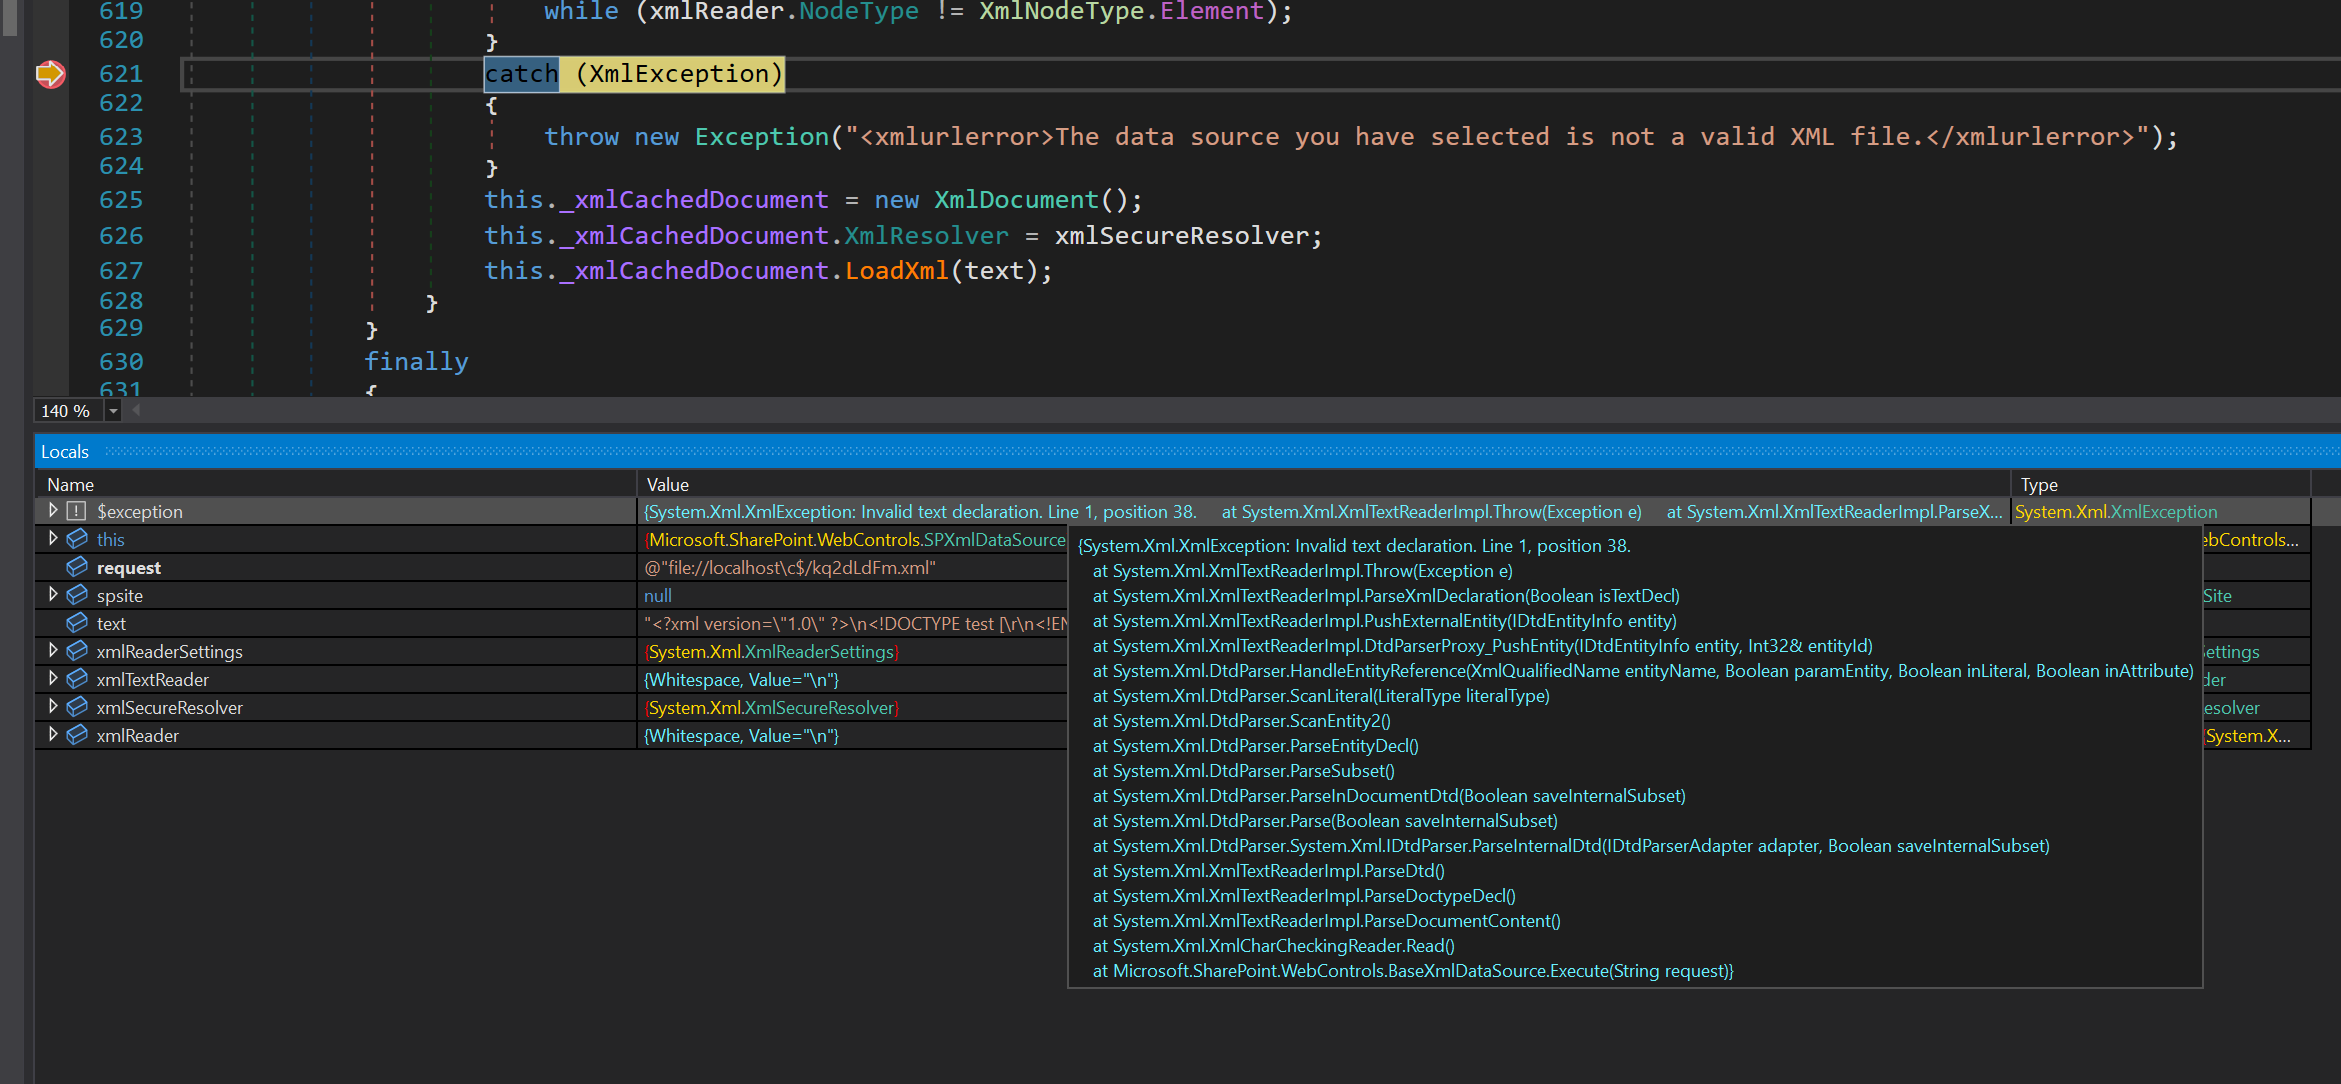 619 while (xmlReader.NodeType != XmlNodeType.Element);
620 }
621 catch (XmlException)
622 {
623 throw new Exception("<xmlurlerror>The data source you have selected is not a valid XML file.</xmlurlerror>");
624 }
625 this._xmlCachedDocument = new XmlDocument();
626 this._xmlCachedDocument.XmlResolver = xmlSecureResolver;
627 this._xmlCachedDocument.LoadXml(text);
628 }
629 }
630 finally
631 {
140 %
Locals
Name Value Type
$exception {System.Xml.XmlException: Invalid text declaration. Line 1, position 38. at System.Xml.XmlTextReaderImpl.Throw(Exception e) at System.Xml.XmlTextReaderImpl.ParseX... System.Xml.XmlException
this {Microsoft.SharePoint.WebControls.SPXmlDataSource ebControls...
request @"file://localhost\c$/kq2dLdFm.xml"
spsite null Site
text "<?xml version=\"1.0\" ?>\n<!DOCTYPE test [\r\n<!EN
xmlReaderSettings {System.Xml.XmlReaderSettings} ettings
xmlTextReader {Whitespace, Value="\n"} der
xmlSecureResolver {System.Xml.XmlSecureResolver} esolver
xmlReader {Whitespace, Value="\n"} {System.X...
{System.Xml.XmlException: Invalid text declaration. Line 1, position 38.
at System.Xml.XmlTextReaderImpl.Throw(Exception e)
at System.Xml.XmlTextReaderImpl.ParseXmlDeclaration(Boolean isTextDecl)
at System.Xml.XmlTextReaderImpl.PushExternalEntity(IDtdEntityInfo entity)
at System.Xml.XmlTextReaderImpl.DtdParserProxy_PushEntity(IDtdEntityInfo entity, Int32& entityId)
at System.Xml.DtdParser.HandleEntityReference(XmlQualifiedName entityName, Boolean paramEntity, Boolean inLiteral, Boolean inAttribute)
at System.Xml.DtdParser.ScanLiteral(LiteralType literalType)
at System.Xml.DtdParser.ScanEntity2()
at System.Xml.DtdParser.ParseEntityDecl()
at System.Xml.DtdParser.ParseSubset()
at System.Xml.DtdParser.ParseInDocumentDtd(Boolean saveInternalSubset)
at System.Xml.DtdParser.Parse(Boolean saveInternalSubset)
at System.Xml.DtdParser.System.Xml.IDtdParser.ParseInternalDtd(IDtdParserAdapter adapter, Boolean saveInternalSubset)
at System.Xml.XmlTextReaderImpl.ParseDtd()
at System.Xml.XmlTextReaderImpl.ParseDoctypeDecl()
at System.Xml.XmlTextReaderImpl.ParseDocumentContent()
at System.Xml.XmlCharCheckingReader.Read()
at Microsoft.SharePoint.WebControls.BaseXmlDataSource.Execute(String request)}